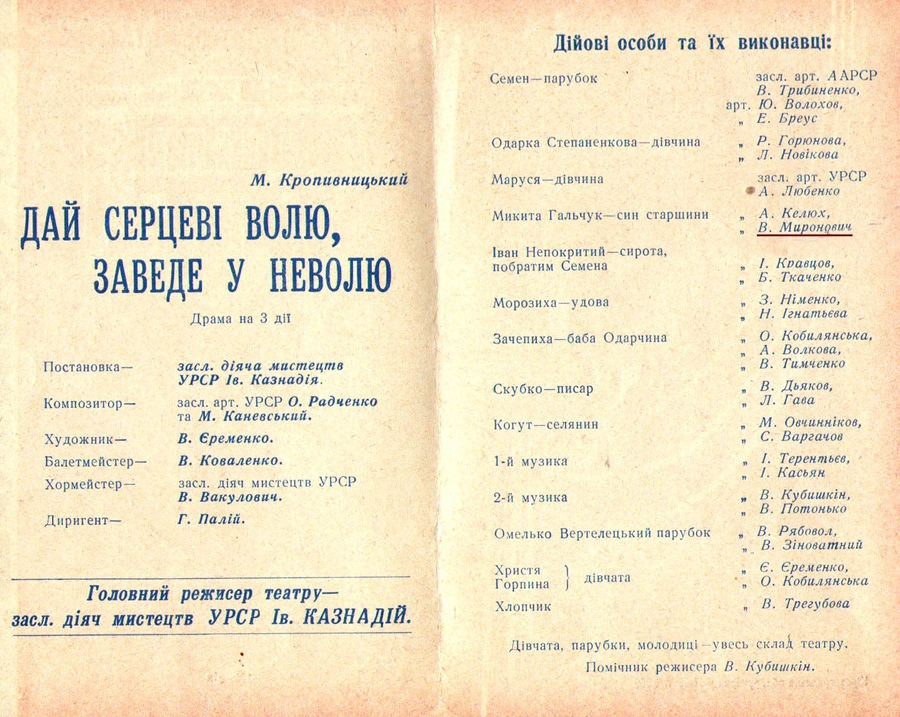 М. Кропивницький
ДАЙ СЕРЦЕВІ ВОЛЮ,
ЗАВЕДЕ У НЕВОЛЮ
Драма на 3 дії
Постановка— засл. діяча мистецтв
УРСР Ів. Казнадія.
Композитор— засл. арт. УРСР О. Радченко
та М. Каневський.
Художник— В. Єременко.
Балетмейстер— В. Коваленко.
Хормейстер— засл. діяч мистецтв УРСР
В. Вакулович.
Диригент— Г. Палій.
Головний режисер театру—
засл. діяч мистецтв УРСР Ів. КАЗНАДІЙ.
Дійові особи та їх виконавці:
Семен—парубок засл. арт. ААРСР
В. Трибиненко,
арт. Ю. Волохов,
„ Е. Бреус
Одарка Степаненкова—дівчина „ Р. Горюнова,
„ Л. Новікова
Маруся—дівчина засл. арт. УРСР
А. Любенко
Микита Гальчук—син старшини „ А. Келюх,
„ В. Миронович
Іван Непокритий—сирота,
побратим Семена „ І. Кравцов,
„ Б. Ткаченко
Морозиха—удова „ З. Німенко,
„ Н. Ігнатьєва
Зачепиха—баба Одарчина „ О. Кобилянська,
„ А. Волкова,
„ В. Тимченко
Скубко—писар „ В. Дьяков,
„ Л. Гава
Когут—селянин „ М. Овчинніков,
„ С. Варгачов
1-й музика „ І. Терентьєв,
„ І. Касьян
2-й музика „ В. Кубишкін,
„ В. Потонько
Омелько Вертелецький парубок „ В. Рябовол,
„ В. Зіноватний
Христя
Горпина } дівчата „ Є. Єременко,
„ О. Кобилянська
Хлопчик „ В. Трегубова
Дівчата, парубки, молодиці—увесь склад театру.
Помічник режисера В. Кубишкін.